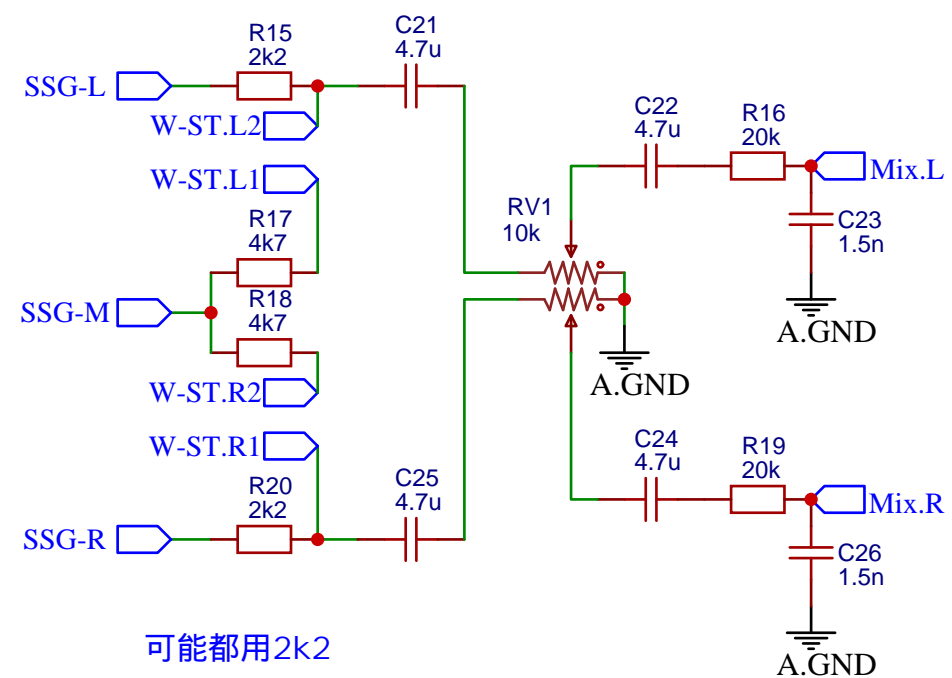 R15
2k2
C21
4.7u
SSG-L
W-ST.L2
C22
4.7u
R16
20k
W-ST.L1
Mix.L
R17
4k7
RV1
10k
C23
1.5n
SSG-M
R18
4k7
A.GND
A.GND
W-ST.R2
W-ST.R1
C24
4.7u
R19
20k
R20
2k2
C25
4.7u
Mix.R
SSG-R
C26
1.5n
可能都用2k2
A.GND